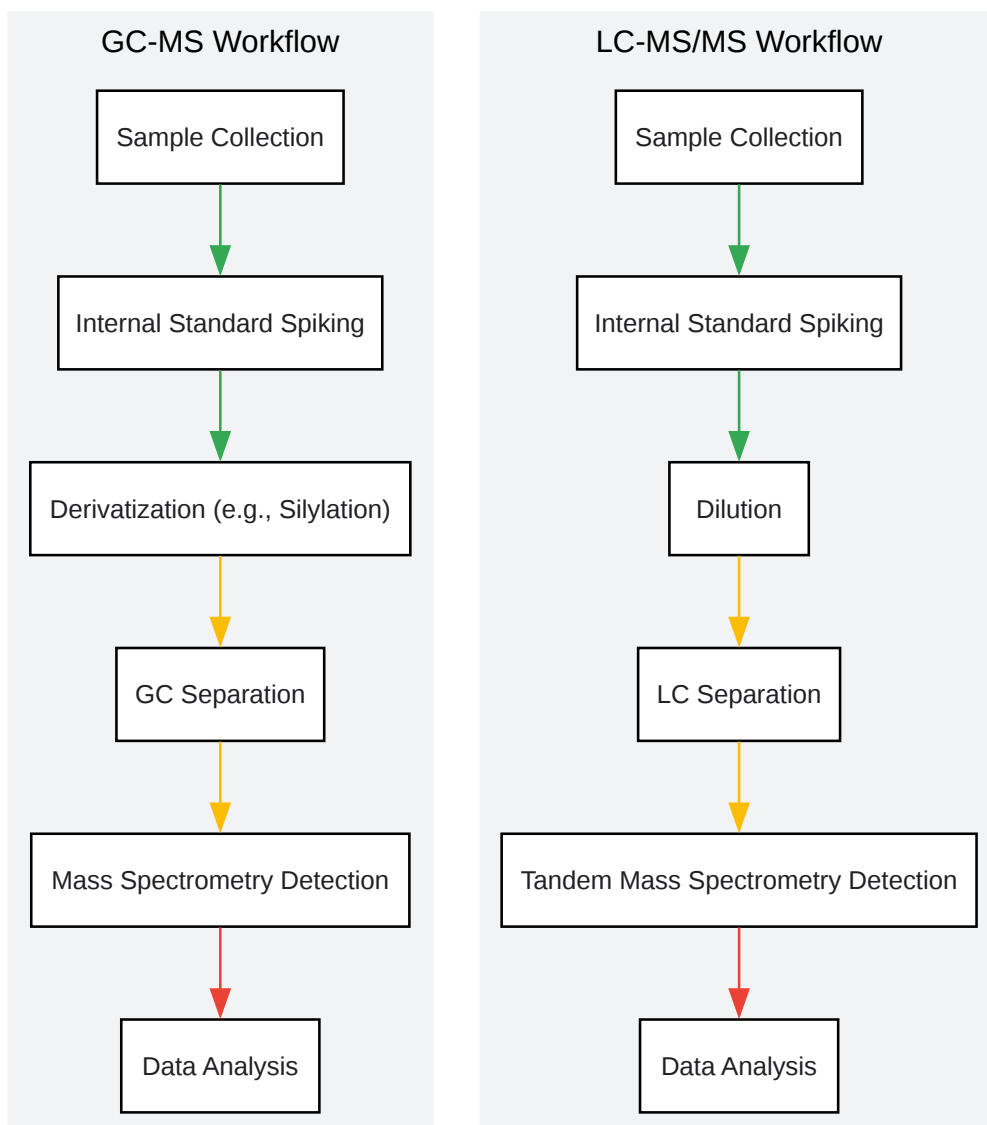 GC-MS Workflow
Sample Collection
Internal Standard Spiking
Derivatization (e.g., Silylation)
GC Separation
Mass Spectrometry Detection
Data Analysis
LC-MS/MS Workflow
Sample Collection
Internal Standard Spiking
Dilution
LC Separation
Tandem Mass Spectrometry Detection
Data Analysis